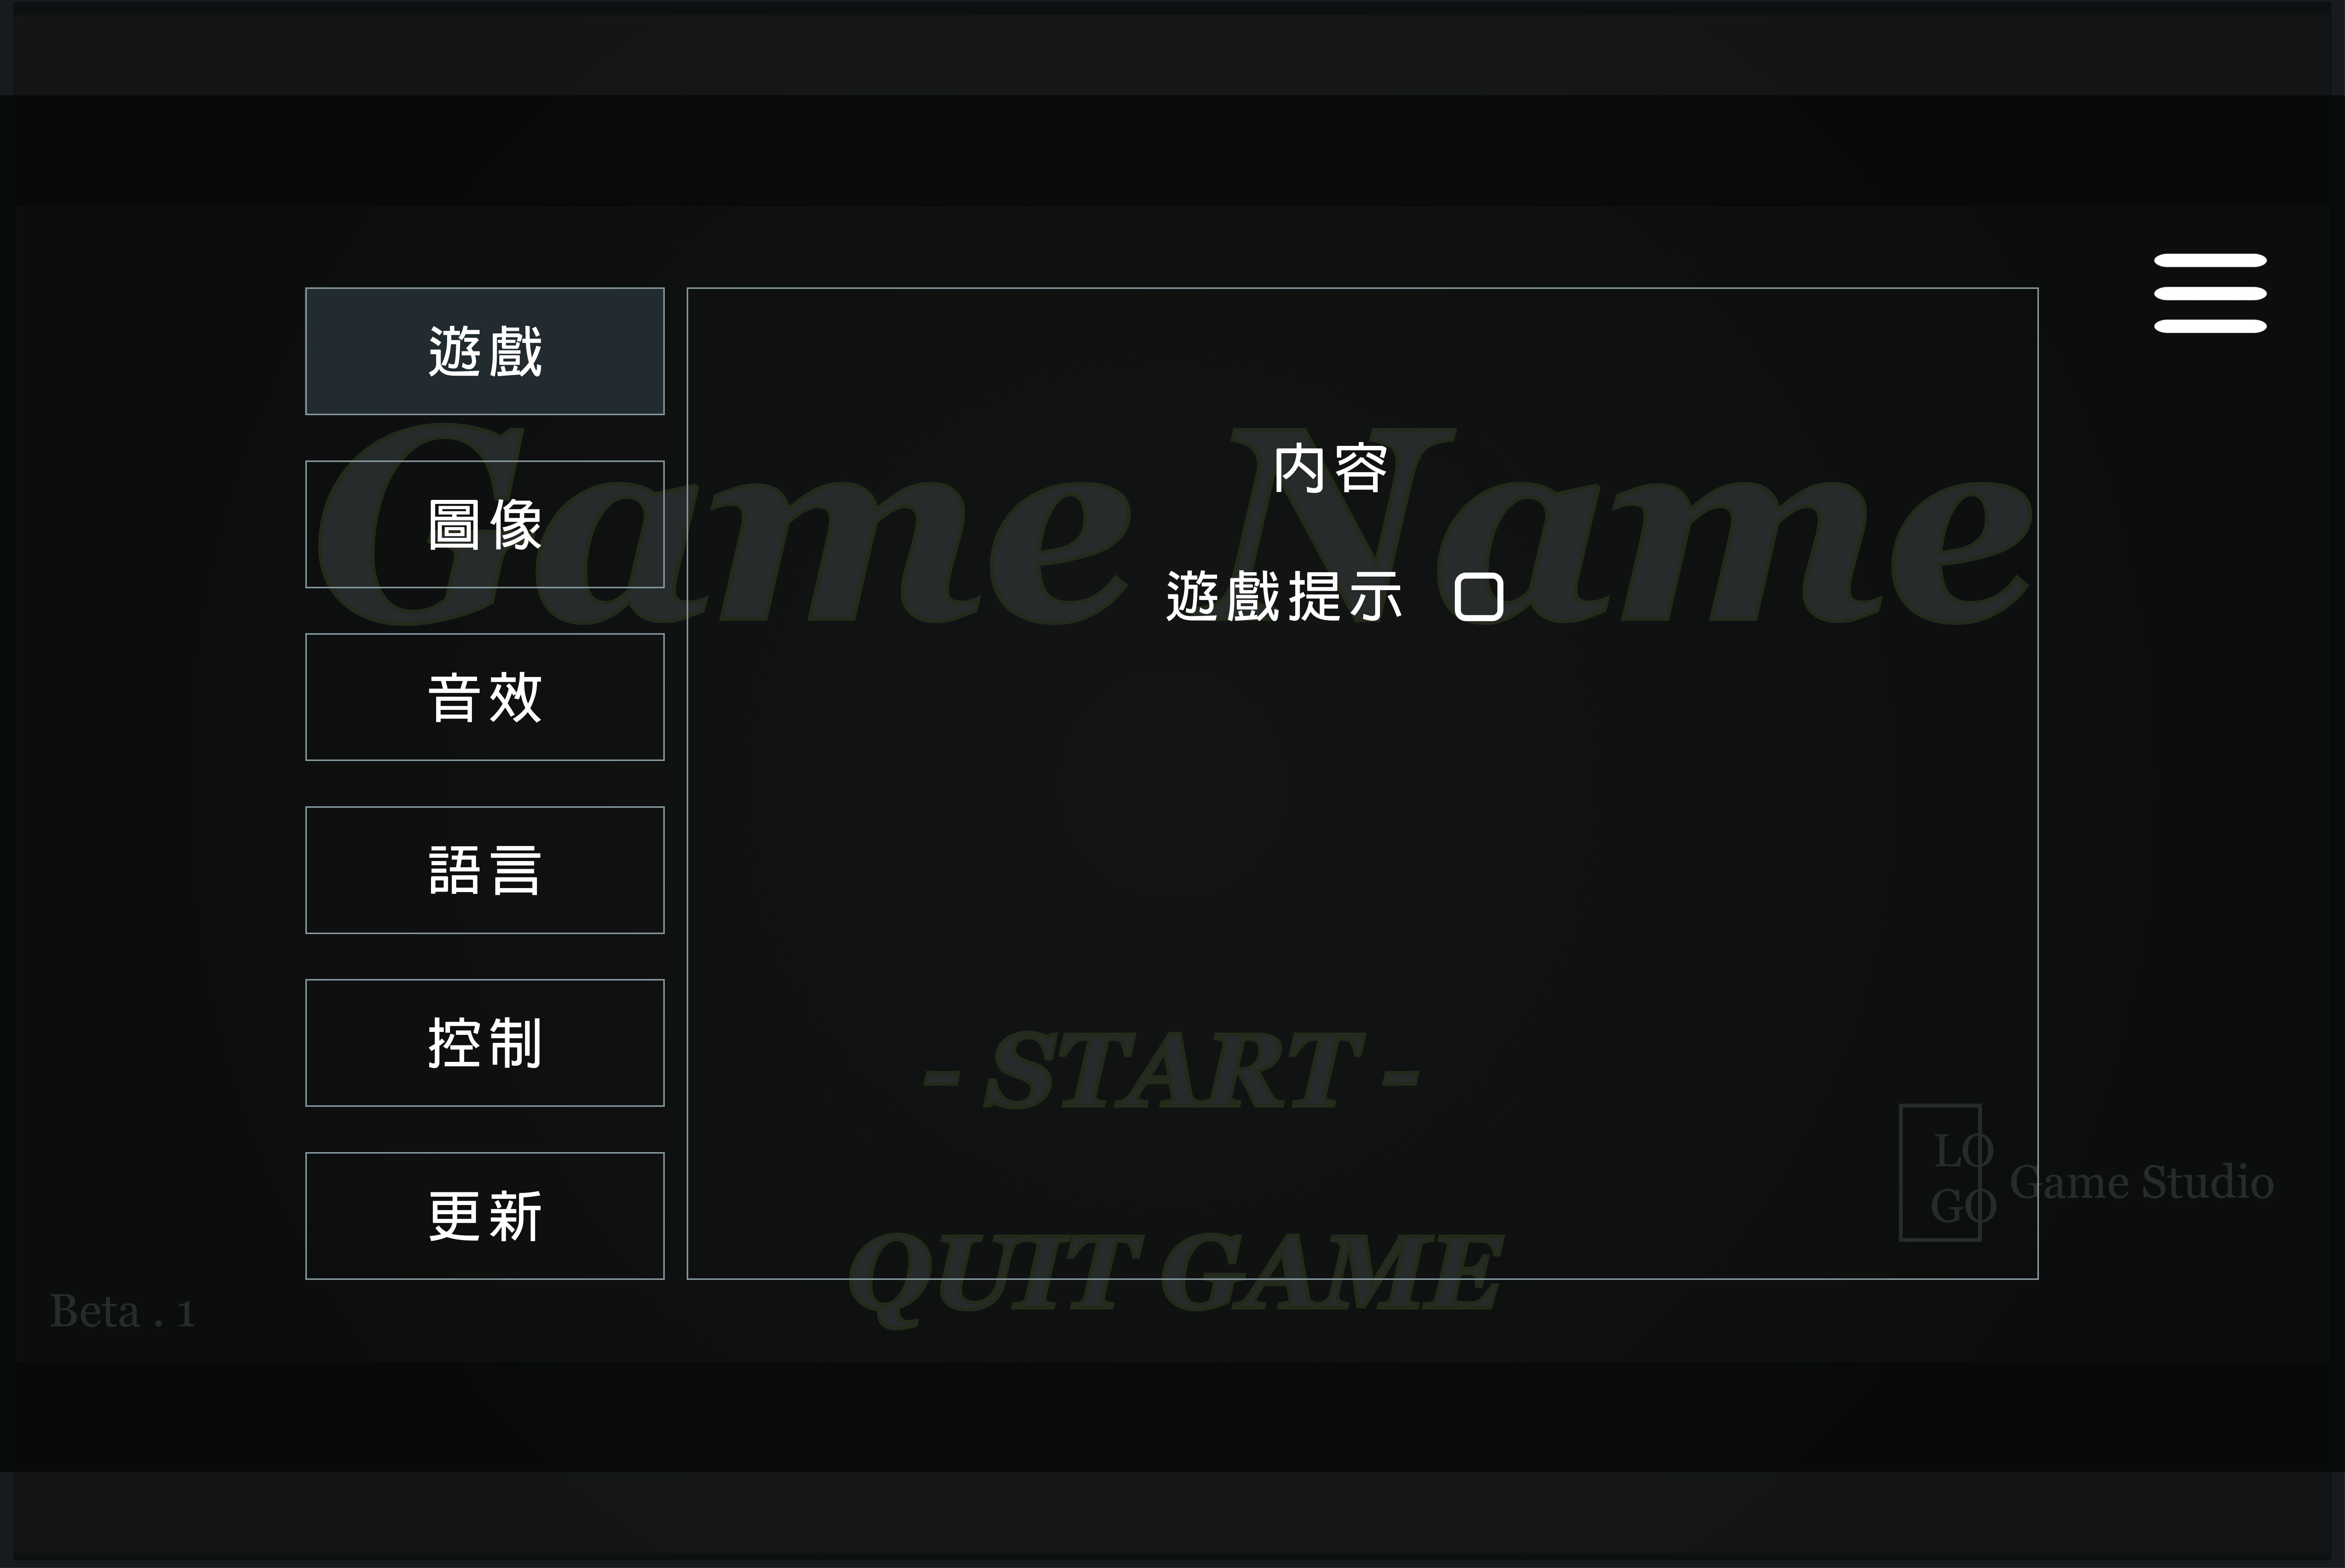 遊戲
圖像
音效
語言
控制
更新
内容
遊戲提示
Game Name
- START -
QUIT GAME
LO
GO
Game Studio
Beta . 1